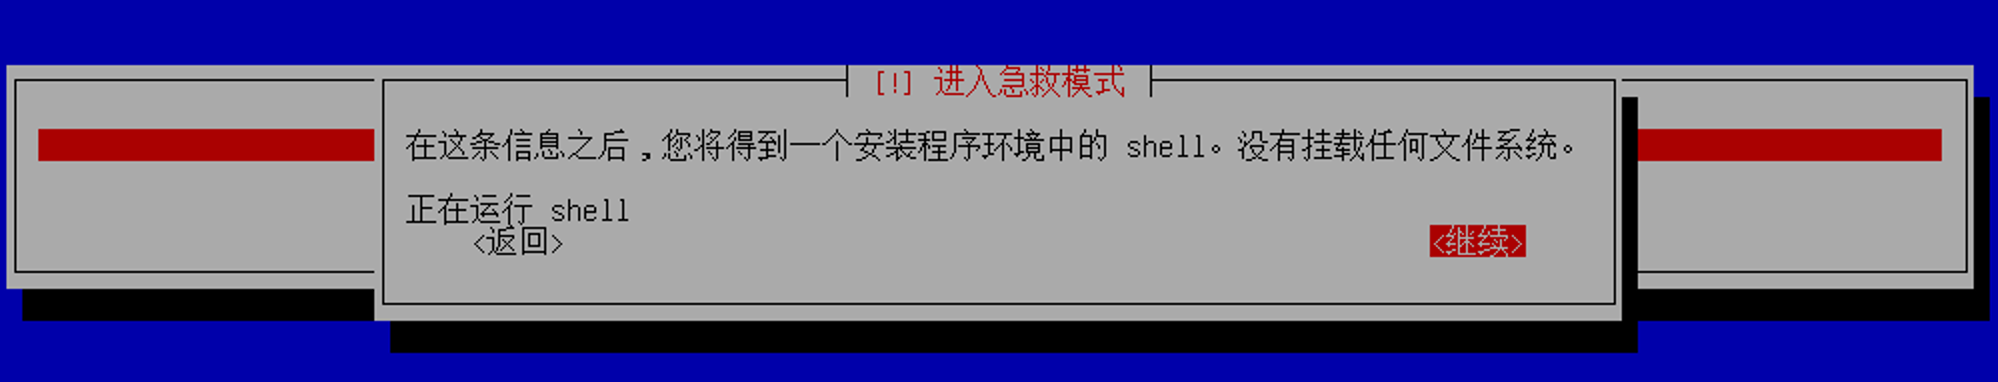 [!] 进入急救模式
在这条信息之后，您将得到一个安装程序环境中的 shell。没有挂载任何文件系统。
正在运行 shell
<返回> <继续>